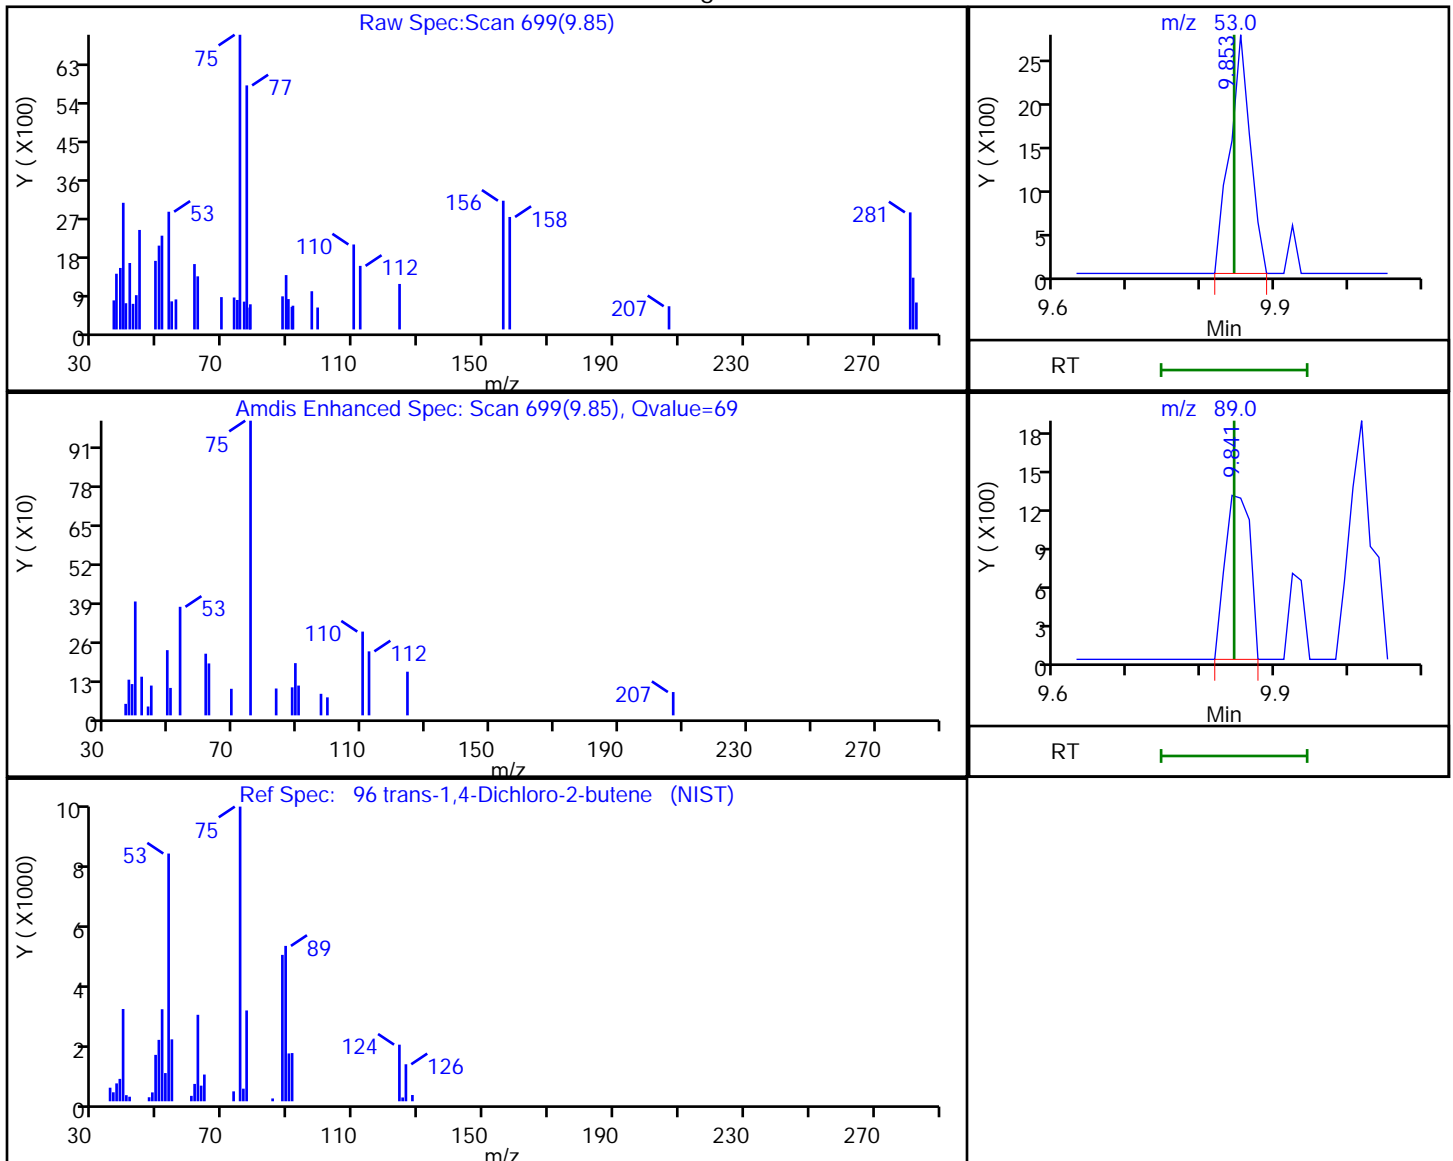 Raw Spec:Scan 699(9.85)
Y ( X100)
63
54
45
36
27
18
9
0
75
77
53
110
112
156
158
207
281
30 70 110 150 190 230 270
m/z
m/z 53.0
Y ( X100)
25
20
15
10
5
0
9.853
9.6 9.9
Min
RT
Amdis Enhanced Spec: Scan 699(9.85), Qvalue=69
Y ( X10)
91
78
65
52
39
26
13
0
75
53
110
112
207
30 70 110 150 190 230 270
m/z
m/z 89.0
Y ( X100)
18
15
12
9
6
3
0
9.841
9.6 9.9
Min
RT
Ref Spec: 96 trans-1,4-Dichloro-2-butene (NIST)
Y ( X1000)
10
8
6
4
2
0
75
53
89
124
126
30 70 110 150 190 230 270
m/z